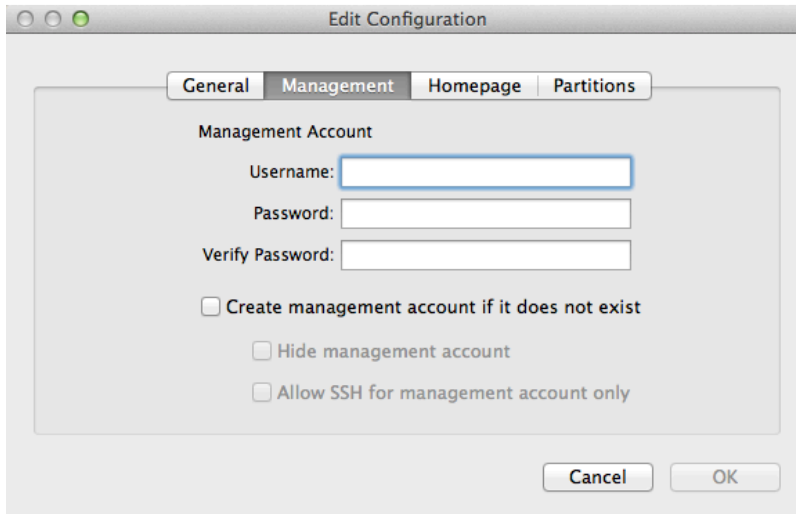 Edit Configuration
General Management Homepage Partitions
Management Account
Username:
Password:
Verify Password:
Create management account if it does not exist
Hide management account
Allow SSH for management account only
Cancel OK